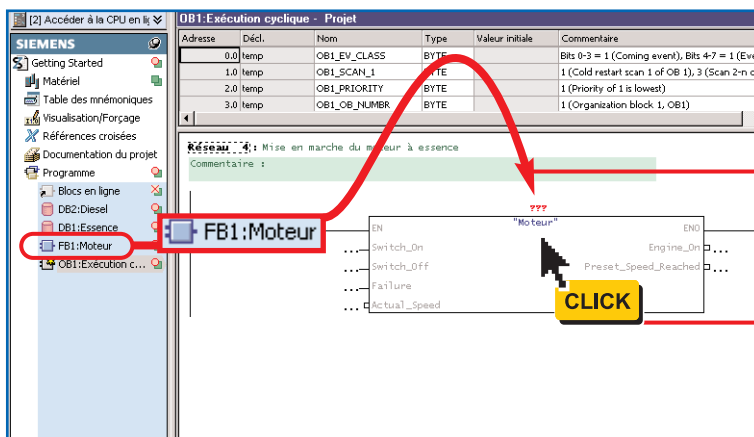 [2] Accéder à la CPU en li
SIEMENS
Getting Started
Matériel
Table des mnémoniques
Visualisation/Forçage
Références croisées
Documentation du projet
Programme
Blocs en ligne
DB2:Diesel
DB1:Essence
FB1:Moteur
OB1:Exécution c...
OB1:Exécution cyclique - Projet
Adresse Décl. Nom Type Valeur initiale Commentaire
0.0 temp OB1_EV_CLASS BYTE Bits 0-3 = 1 (Coming event), Bits 4-7 = 1 (Eve
1.0 temp OB1_SCAN_1 BYTE 1 (Cold restart scan 1 of OB 1), 3 (Scan 2-n o
2.0 temp OB1_PRIORITY BYTE 1 (Priority of 1 is lowest)
3.0 temp OB1_OB_NUMBR BYTE 1 (Organization block 1, OB1)
Réseau 4: Mise en marche du moteur à essence
Commentaire :
FB1:Moteur
???
"Moteur"
EN ENO
... Switch_On Engine_On ...
... Switch_Off Preset_Speed_Reached ...
... Failure
... Actual_Speed
CLICK